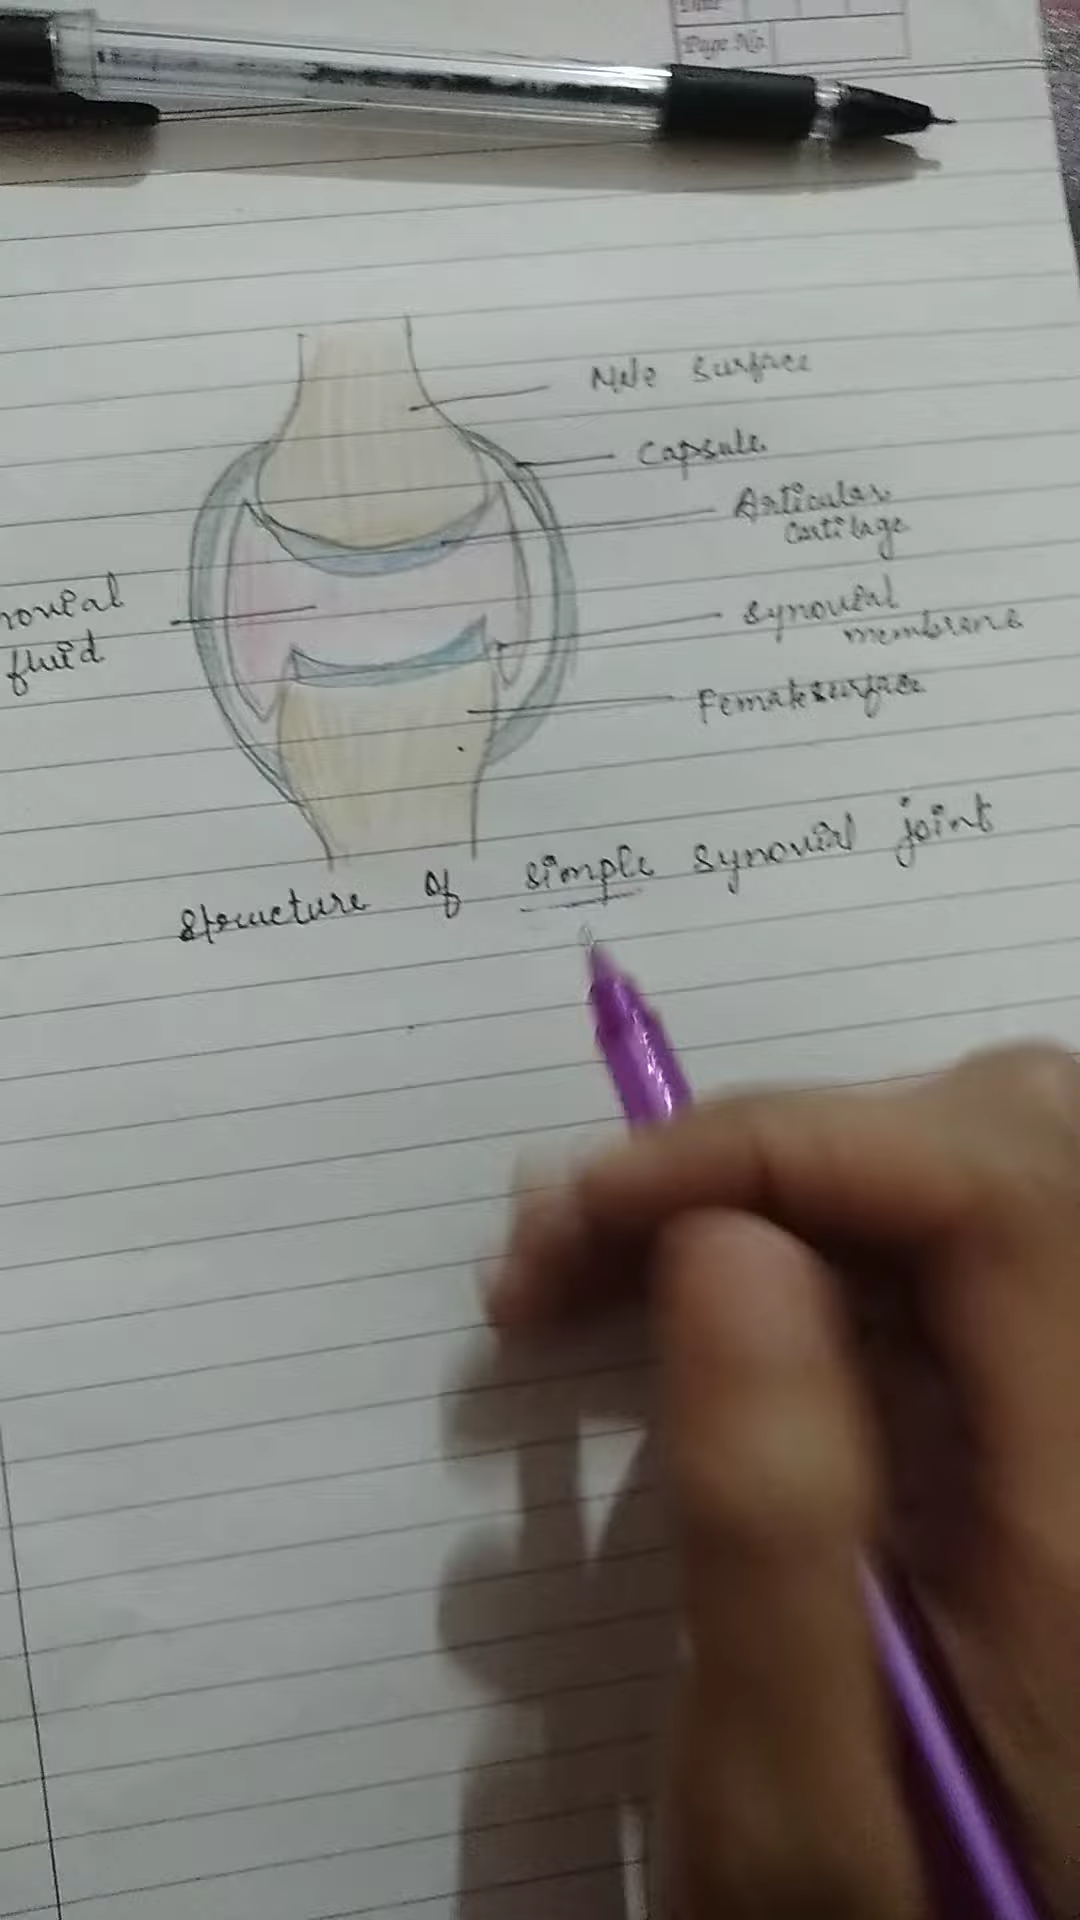 Page No.
Male surface
Capsule
Articular
Cartilage
novial
fluid
Synovial
membrane
Female surface
Structure of simple synovial joint